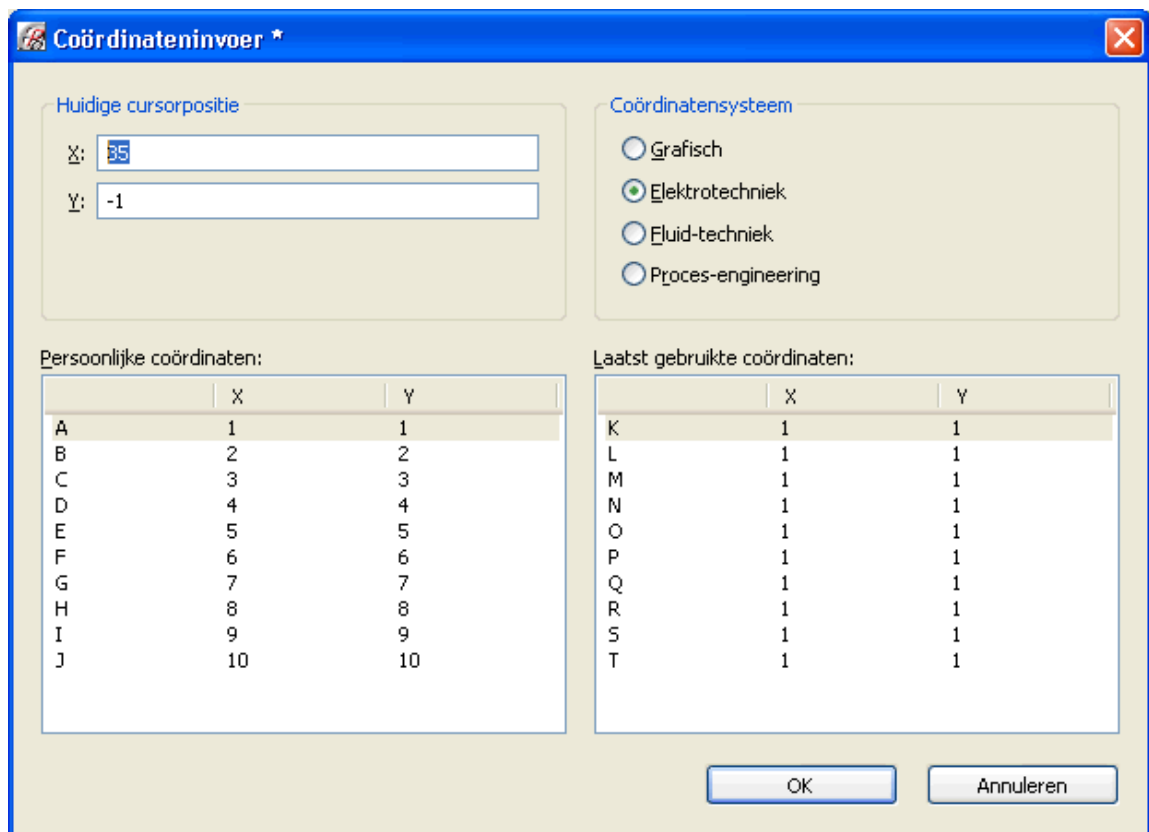 Coördinateninvoer *
Huidige cursorpositie
X: 35
Y: -1
Coördinatensysteem
Grafisch
Elektrotechniek
Fluid-techniek
Proces-engineering
Persoonlijke coördinaten:
X Y
A 1 1
B 2 2
C 3 3
D 4 4
E 5 5
F 6 6
G 7 7
H 8 8
I 9 9
J 10 10
Laatst gebruikte coördinaten:
X Y
K 1 1
L 1 1
M 1 1
N 1 1
O 1 1
P 1 1
Q 1 1
R 1 1
S 1 1
T 1 1
OK Annuleren